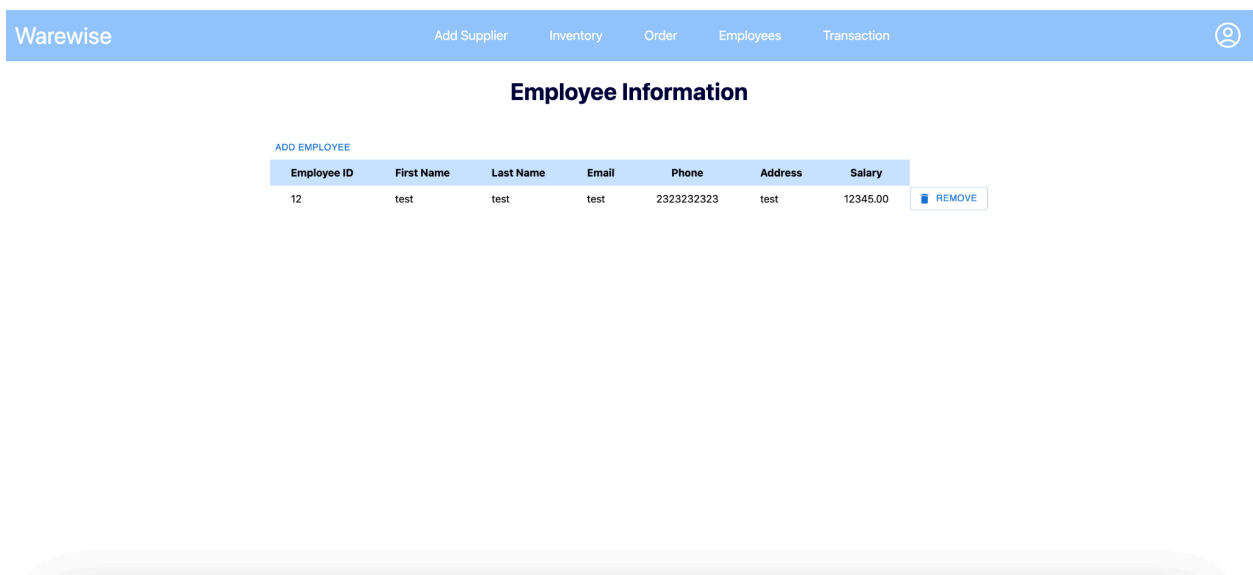 Warewise Add Supplier Inventory Order Employees Transaction
Employee Information
ADD EMPLOYEE
Employee ID First Name Last Name Email Phone Address Salary
12 test test test 2323232323 test 12345.00 REMOVE